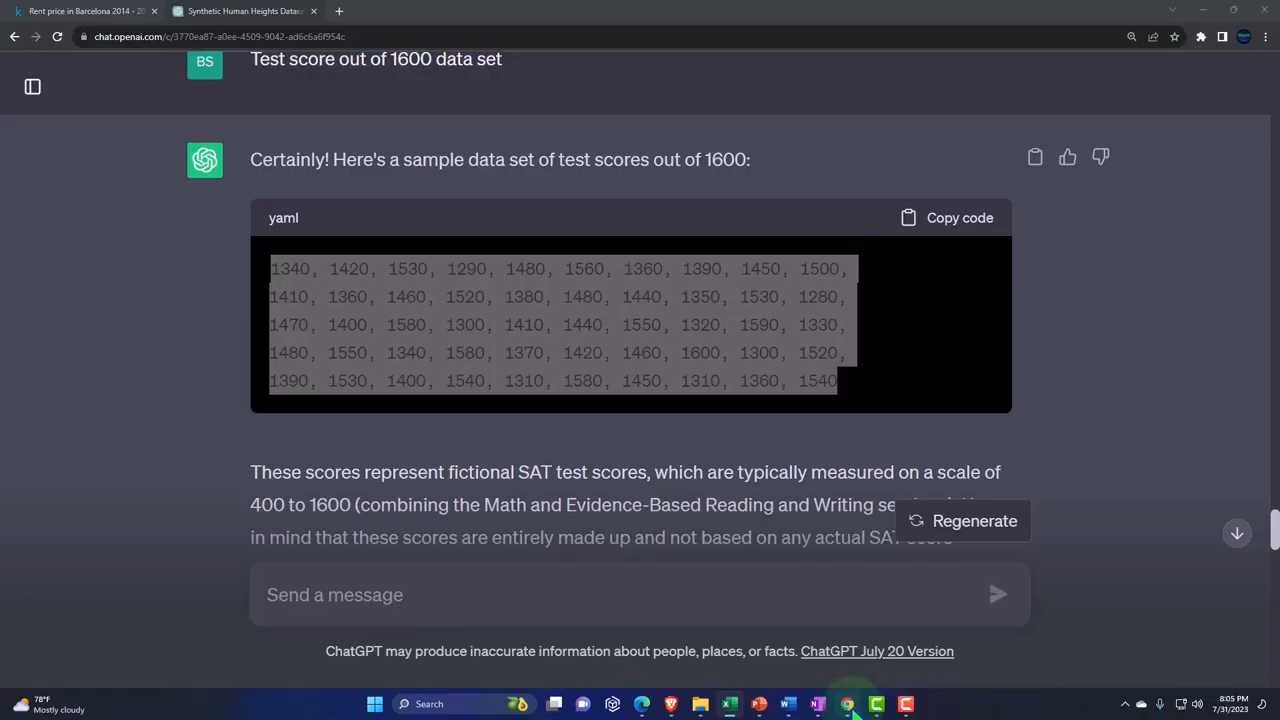 Rent price in Barcelona 2014 - 20
Synthetic Human Heights Datase
chat.openai.com/c/3770ea87-a0ee-4509-9042-ad6c6a6f954c
BS
Test score out of 1600 data set
Certainly! Here's a sample data set of test scores out of 1600:
yaml
Copy code
1340, 1420, 1530, 1290, 1480, 1560, 1360, 1390, 1450, 1500,
1410, 1360, 1460, 1520, 1380, 1480, 1440, 1350, 1530, 1280,
1470, 1400, 1580, 1300, 1410, 1440, 1550, 1320, 1590, 1330,
1480, 1550, 1340, 1580, 1370, 1420, 1460, 1600, 1300, 1520,
1390, 1530, 1400, 1540, 1310, 1580, 1450, 1310, 1360, 1540
These scores represent fictional SAT test scores, which are typically measured on a scale of
400 to 1600 (combining the Math and Evidence-Based Reading and Writing
in mind that these scores are entirely made up and not based on any actual SAT
Regenerate
Send a message
ChatGPT may produce inaccurate information about people, places, or facts. ChatGPT July 20 Version
78°F
Mostly cloudy
Search
8:05 PM
7/31/2023